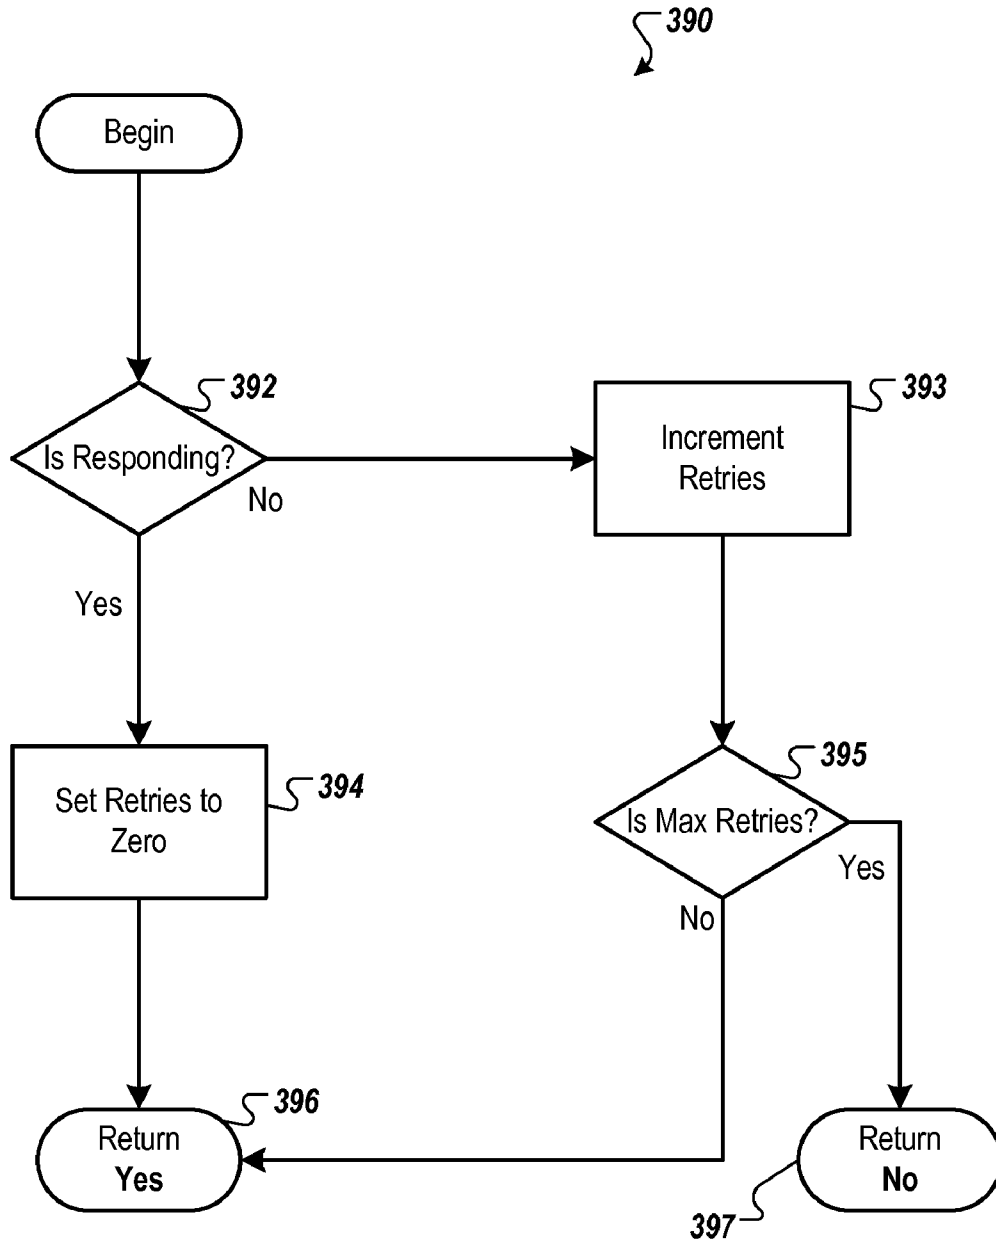 390
Begin
392
Is Responding?
No
Yes
393
Increment
Retries
394
Set Retries to
Zero
395
Is Max Retries?
Yes
No
396
Return
Yes
Return
No
397